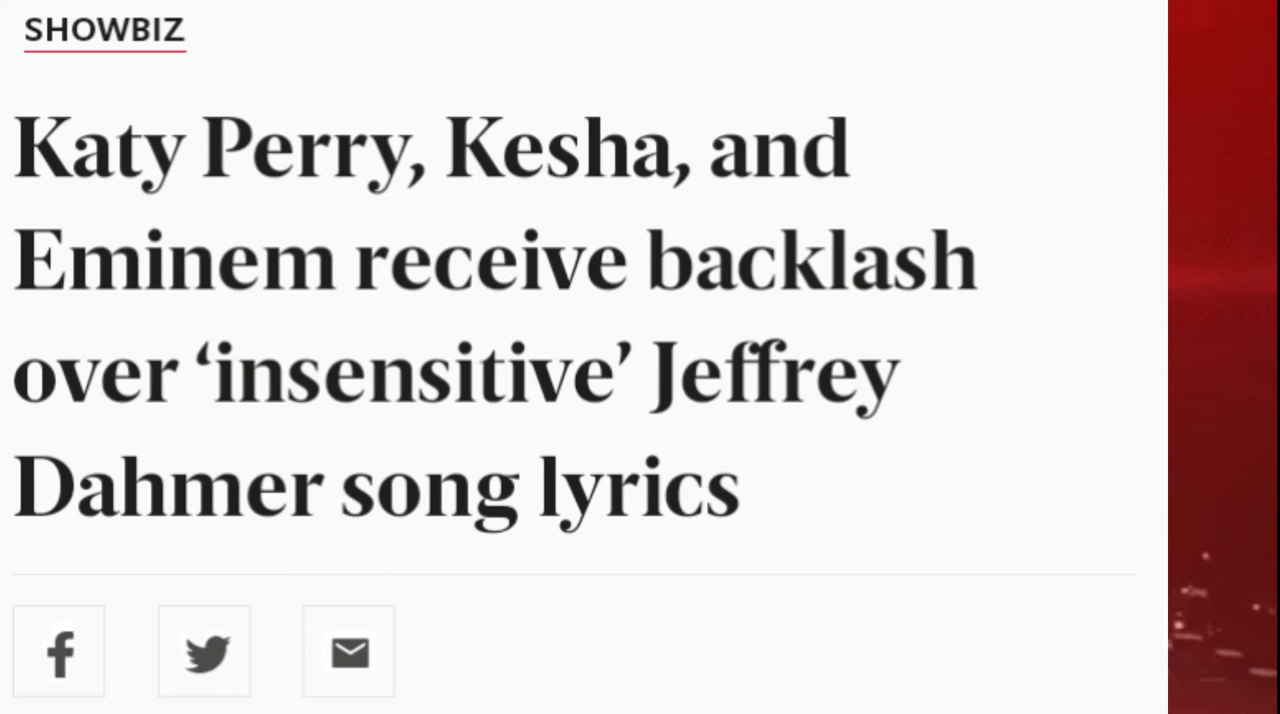 SHOWBIZ
Katy Perry, Kesha, and
Eminem receive backlash
over ‘insensitive’ Jeffrey
Dahmer song lyrics